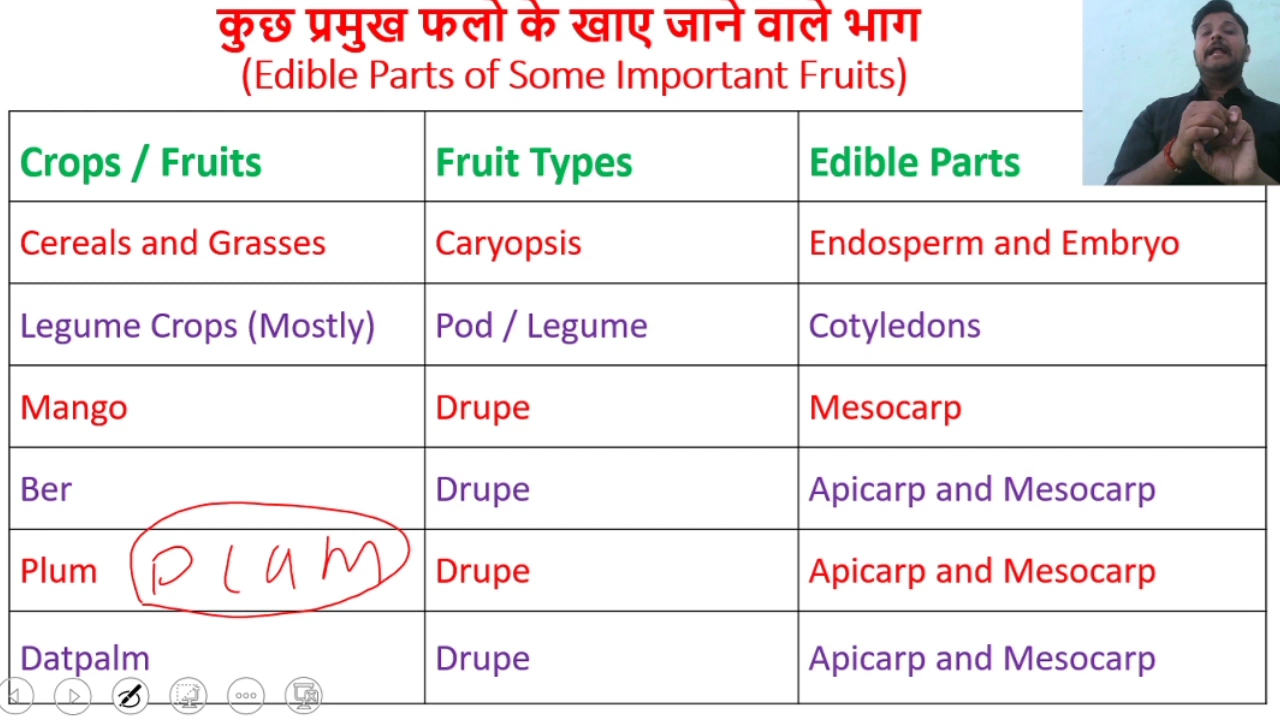 कुछ प्रमुख फलो के खाए जाने वाले भाग
(Edible Parts of Some Important Fruits)
Crops / Fruits Fruit Types Edible Parts
Cereals and Grasses Caryopsis Endosperm and Embryo
Legume Crops (Mostly) Pod / Legume Cotyledons
Mango Drupe Mesocarp
Ber Drupe Apicarp and Mesocarp
Plum PLUM Drupe Apicarp and Mesocarp
Datpalm Drupe Apicarp and Mesocarp